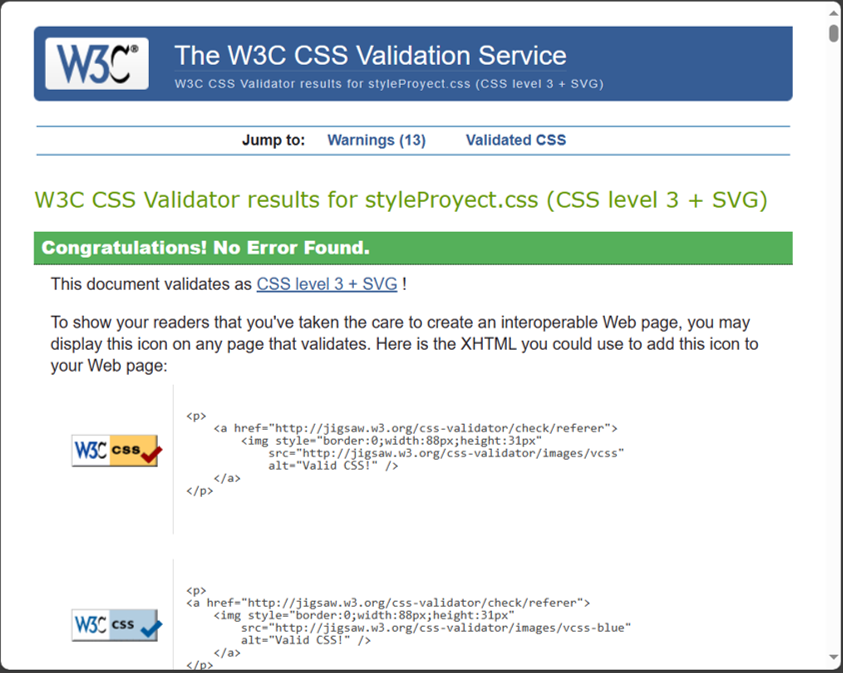 W3C®
The W3C CSS Validation Service
W3C CSS Validator results for styleProyect.css (CSS level 3 + SVG)
Jump to: Warnings (13) Validated CSS
W3C CSS Validator results for styleProyect.css (CSS level 3 + SVG)
Congratulations! No Error Found.
This document validates as CSS level 3 + SVG !
To show your readers that you've taken the care to create an interoperable Web page, you may
display this icon on any page that validates. Here is the XHTML you could use to add this icon to
your Web page:
W3C css
<p>
    <a href="http://jigsaw.w3.org/css-validator/check/referer">
        <img style="border:0;width:88px;height:31px"
            src="http://jigsaw.w3.org/css-validator/images/vcss"
            alt="Valid CSS!" />
    </a>
</p>
W3C css
<p>
<a href="http://jigsaw.w3.org/css-validator/check/referer">
    <img style="border:0;width:88px;height:31px"
        src="http://jigsaw.w3.org/css-validator/images/vcss-blue"
        alt="Valid CSS!" />
    </a>
</p>